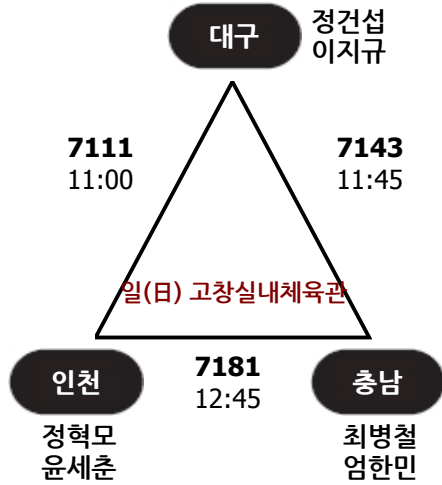 대구
정건섭
이지규
7111
11:00
7143
11:45
일(日) 고창실내체육관
인천
7181
12:45
충남
정혁모
윤세춘
최병철
엄한민